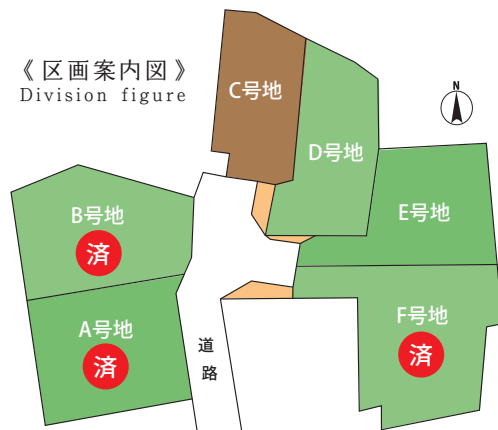 《区画案内図》
Division figure
C号地
N
D号地
B号地
済
E号地
A号地
済
F号地
済
道路